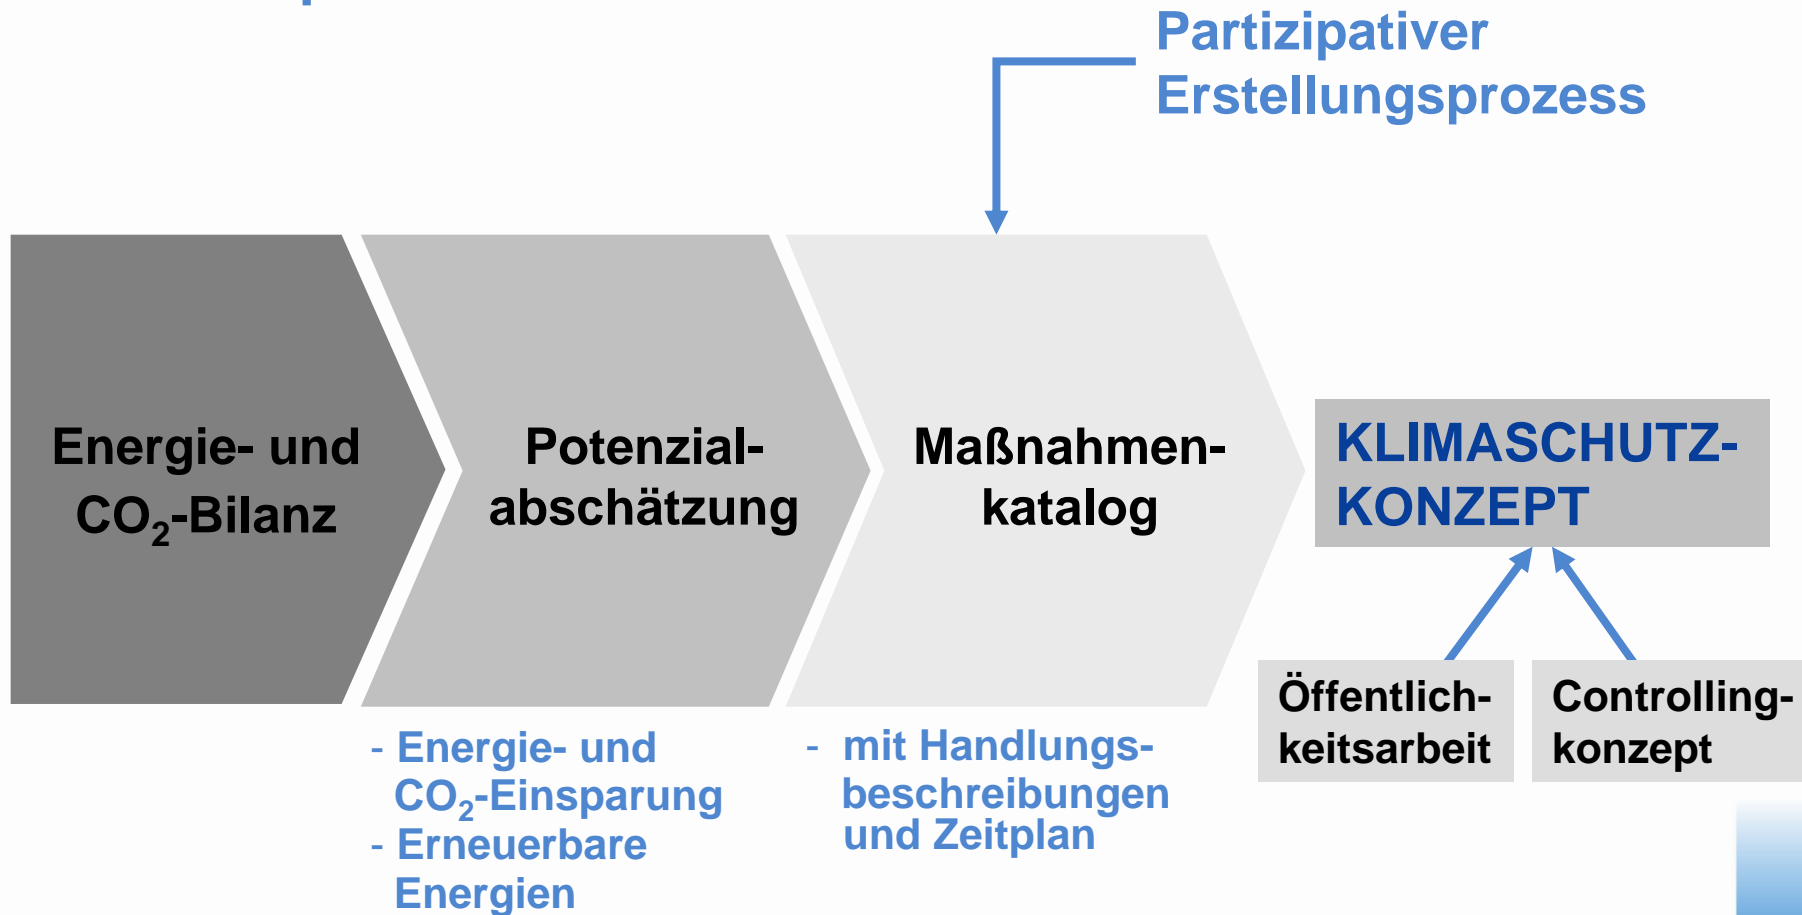 Partizipativer
Erstellungsprozess
Energie- und
CO₂-Bilanz
Potenzial-
abschätzung
Maßnahmen-
katalog
KLIMASCHUTZ-
KONZEPT
Öffentlich-
keitsarbeit
Controlling-
konzept
- Energie- und
CO₂-Einsparung
- Erneuerbare
Energien
- mit Handlungs-
beschreibungen
und Zeitplan